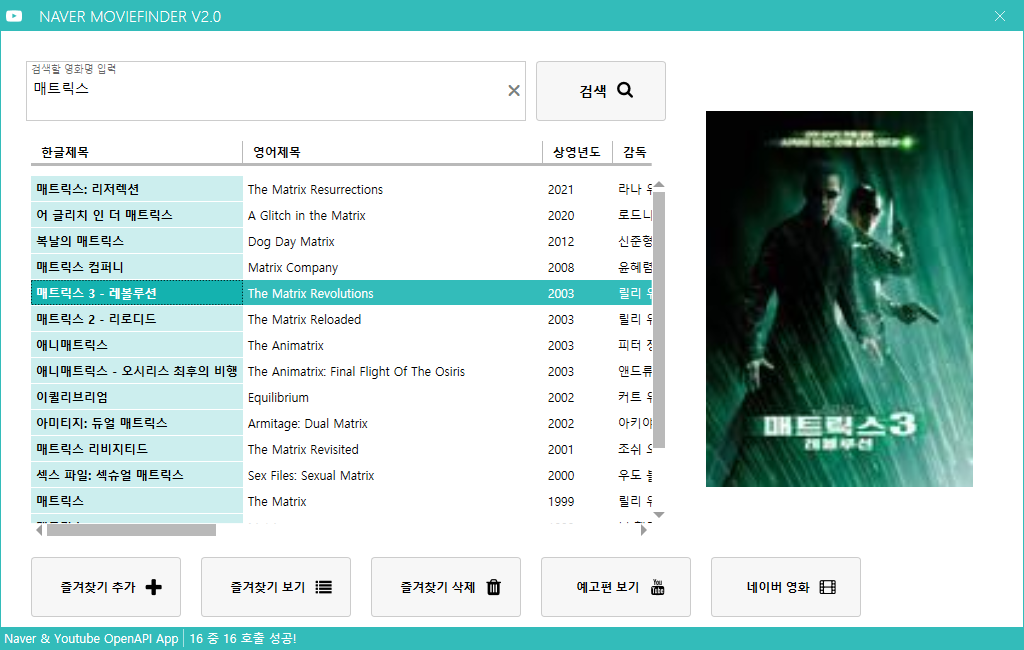 NAVER MOVIEFINDER V2.0
검색할 영화명 입력
매트릭스
검색
한글제목 영어제목 상영년도 감독
매트릭스: 리저렉션 The Matrix Resurrections 2021 라나
어 글리치 인 더 매트릭스 A Glitch in the Matrix 2020 로드니
복날의 매트릭스 Dog Day Matrix 2012 신준형
매트릭스 컴퍼니 Matrix Company 2008 윤혜렴
매트릭스 3 - 레볼루션 The Matrix Revolutions 2003 릴리
매트릭스 2 - 리로디드 The Matrix Reloaded 2003 릴리
애니매트릭스 The Animatrix 2003 피터
애니매트릭스 - 오시리스 최후의 비행 The Animatrix: Final Flight Of The Osiris 2003 앤드류
이퀼리브리엄 Equilibrium 2002 커트
아미티지: 듀얼 매트릭스 Armitage: Dual Matrix 2002 아키야
매트릭스 리비지티드 The Matrix Revisited 2001 조쉬
섹스 파일: 섹슈얼 매트릭스 Sex Files: Sexual Matrix 2000 우도
매트릭스 The Matrix 1999 릴리
매트릭스3
레볼루션
즐겨찾기 추가 즐겨찾기 보기 즐겨찾기 삭제 예고편 보기 You Tube 네이버 영화
Naver & Youtube OpenAPI App 16 중 16 호출 성공!